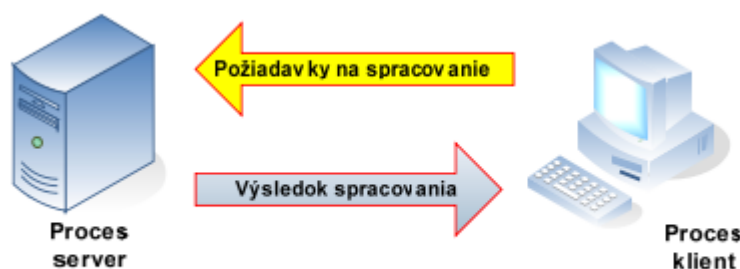 Požiadavky na spracovanie
Výsledok spracovania
Proces
server
Proces
klient